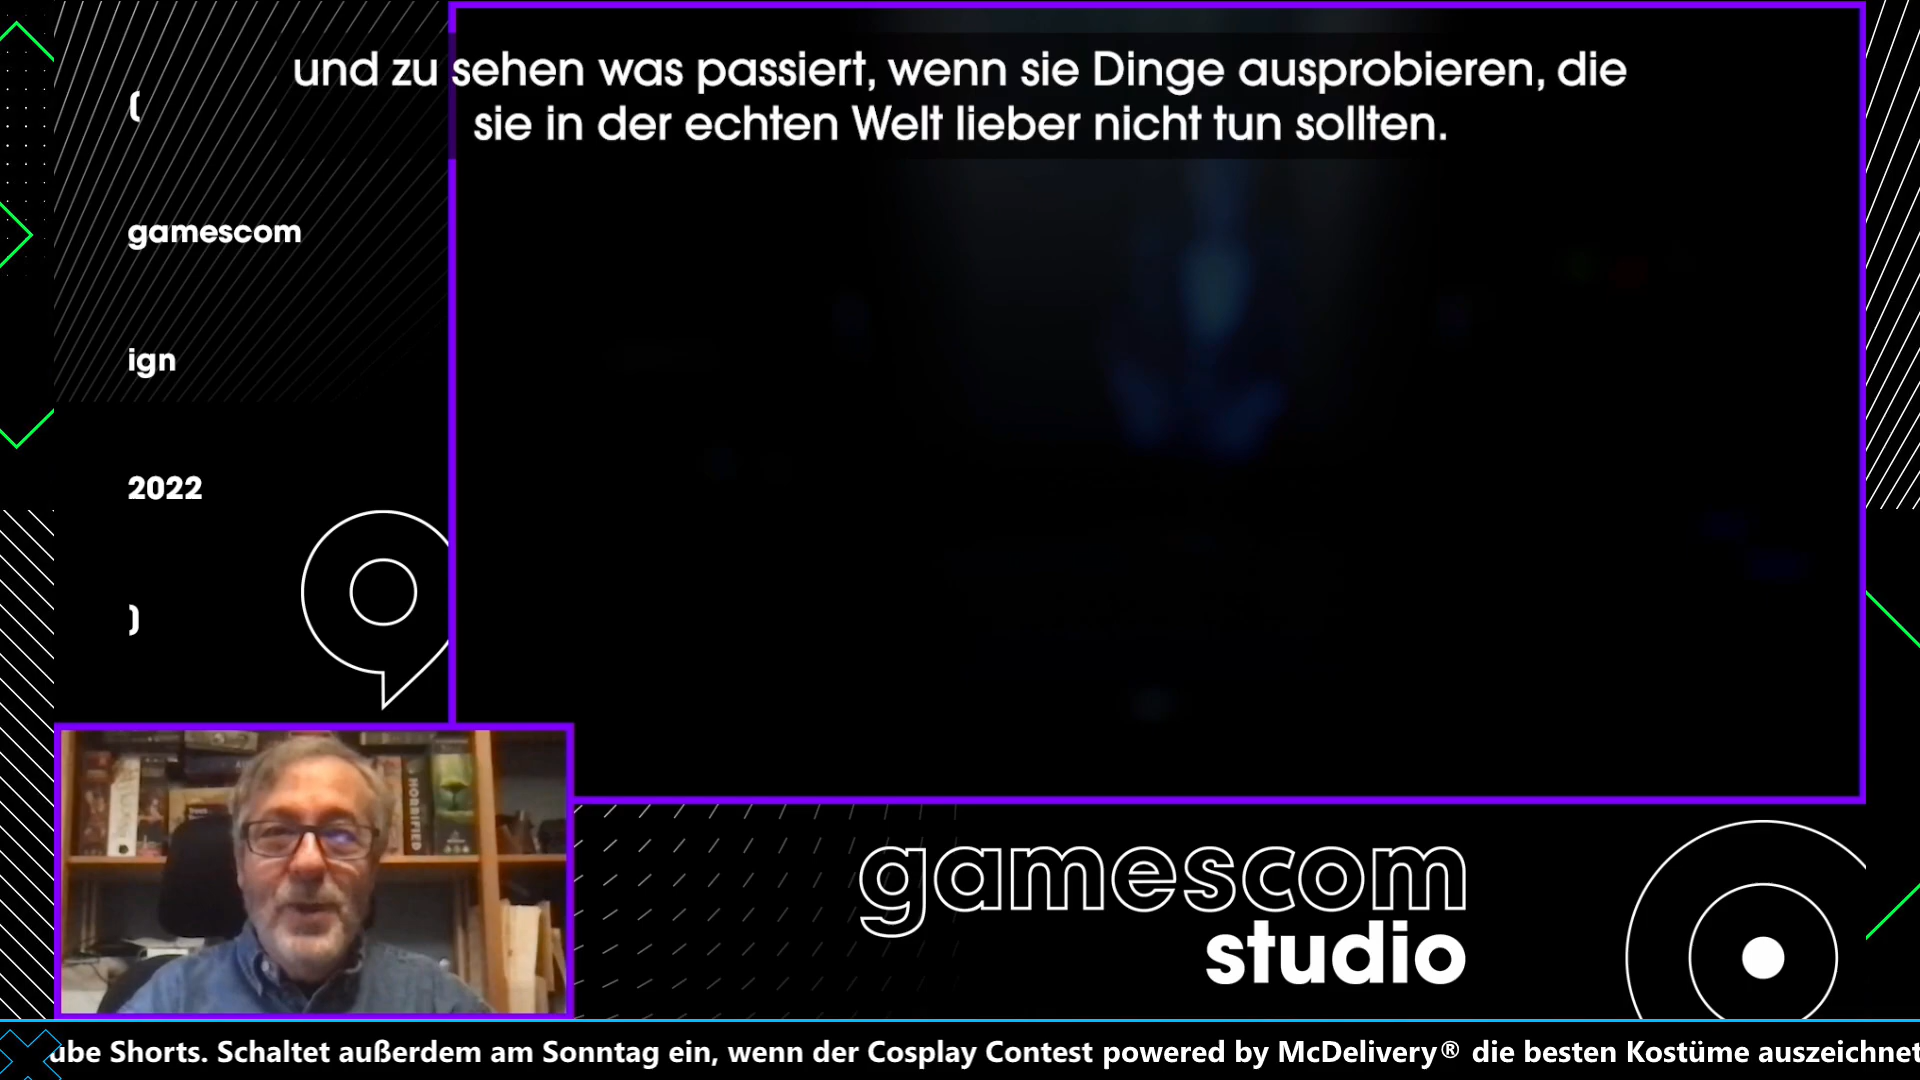 und zu sehen was passiert, wenn sie Dinge ausprobieren, die
sie in der echten Welt lieber nicht tun sollten.
(
gamescom
ign
2022
)
HORRIFIED
gamescom
studio
ube Shorts. Schaltet außerdem am Sonntag ein, wenn der Cosplay Contest powered by McDelivery® die besten Kostüme auszeichnet